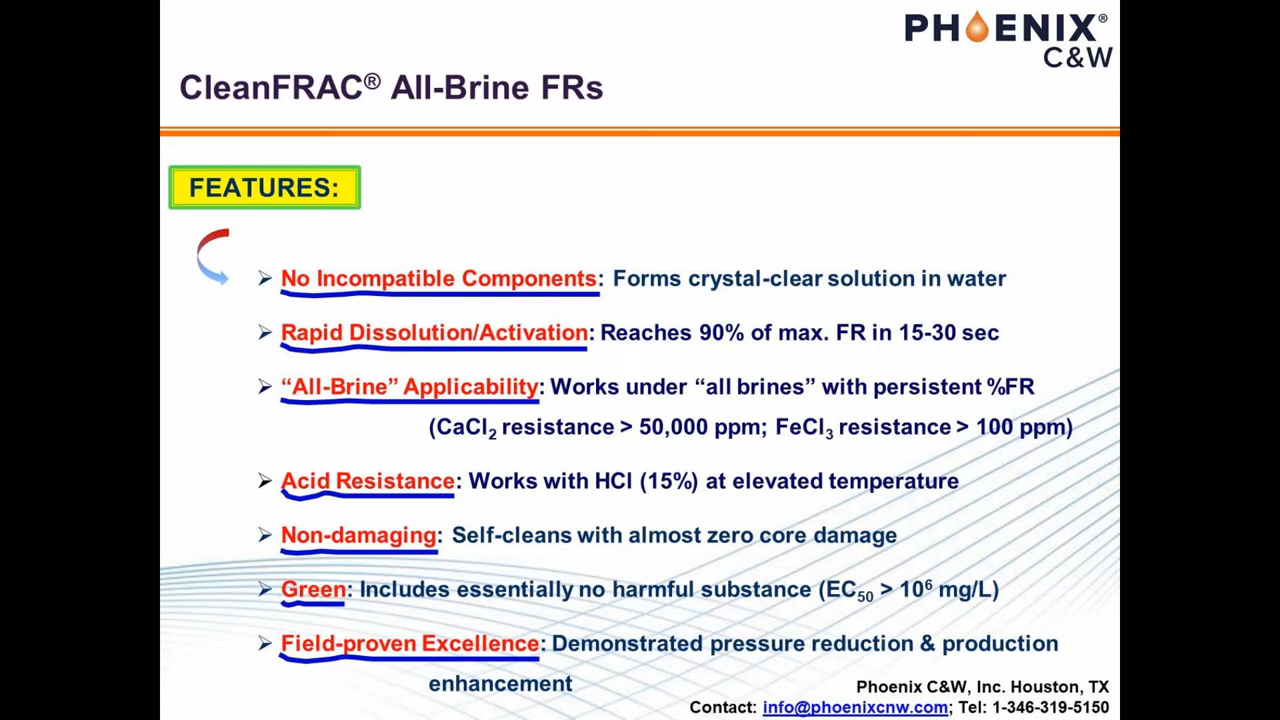 PHOENIX®
C&W
CleanFRAC® All-Brine FRs
FEATURES:
➢ No Incompatible Components: Forms crystal-clear solution in water
➢ Rapid Dissolution/Activation: Reaches 90% of max. FR in 15-30 sec
➢ “All-Brine” Applicability: Works under “all brines” with persistent %FR
(CaCl₂ resistance > 50,000 ppm; FeCl₃ resistance > 100 ppm)
➢ Acid Resistance: Works with HCl (15%) at elevated temperature
➢ Non-damaging: Self-cleans with almost zero core damage
➢ Green: Includes essentially no harmful substance (EC₅₀ > 10⁶ mg/L)
➢ Field-proven Excellence: Demonstrated pressure reduction & production
enhancement
Phoenix C&W, Inc. Houston, TX
Contact: info@phoenixcnw.com; Tel: 1-346-319-5150